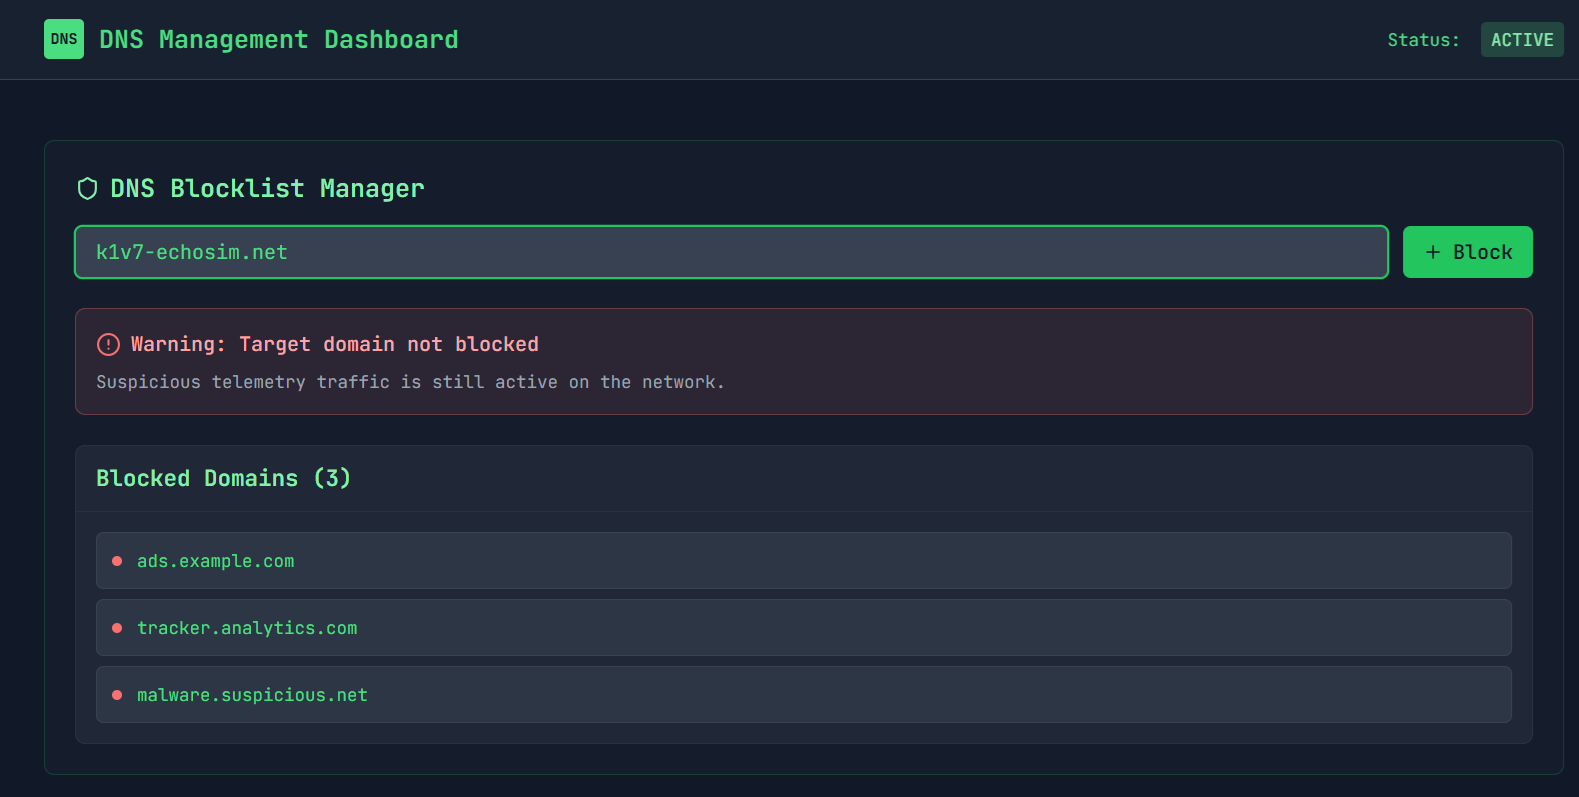 DNS
DNS Management Dashboard
Status: ACTIVE
DNS Blocklist Manager
k1v7-echosim.net
+ Block
Warning: Target domain not blocked
Suspicious telemetry traffic is still active on the network.
Blocked Domains (3)
ads.example.com
tracker.analytics.com
malware.suspicious.net